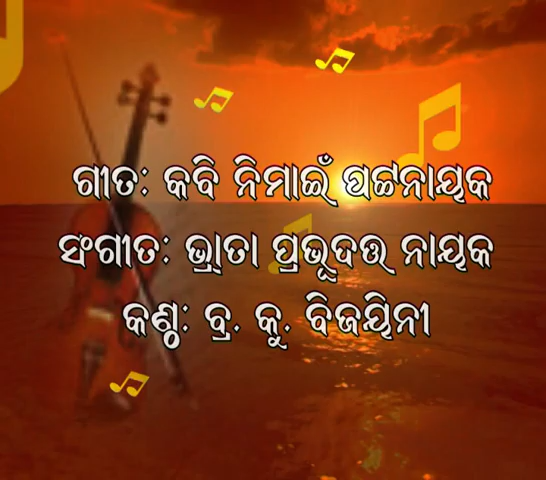 ଗୀତ: କବି ନିମାଇଁ ପଟ୍ଟନାୟକ
ସଂଗୀତ: ଭ୍ରାତା ପ୍ରଭୂଦତ୍ତ ନାୟକ
କଣ୍ଠ: ବ୍ର. କୁ. ବିଜୟିନୀ